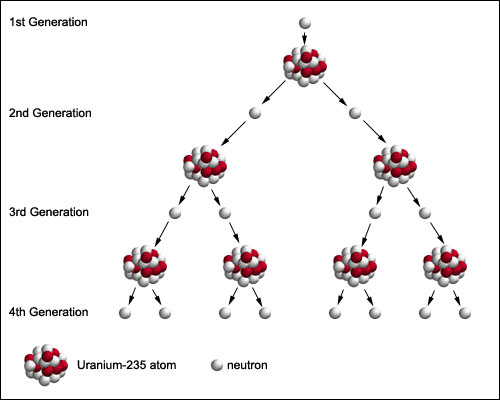 1st Generation
2nd Generation
3rd Generation
4th Generation
Uranium-235 atom
neutron